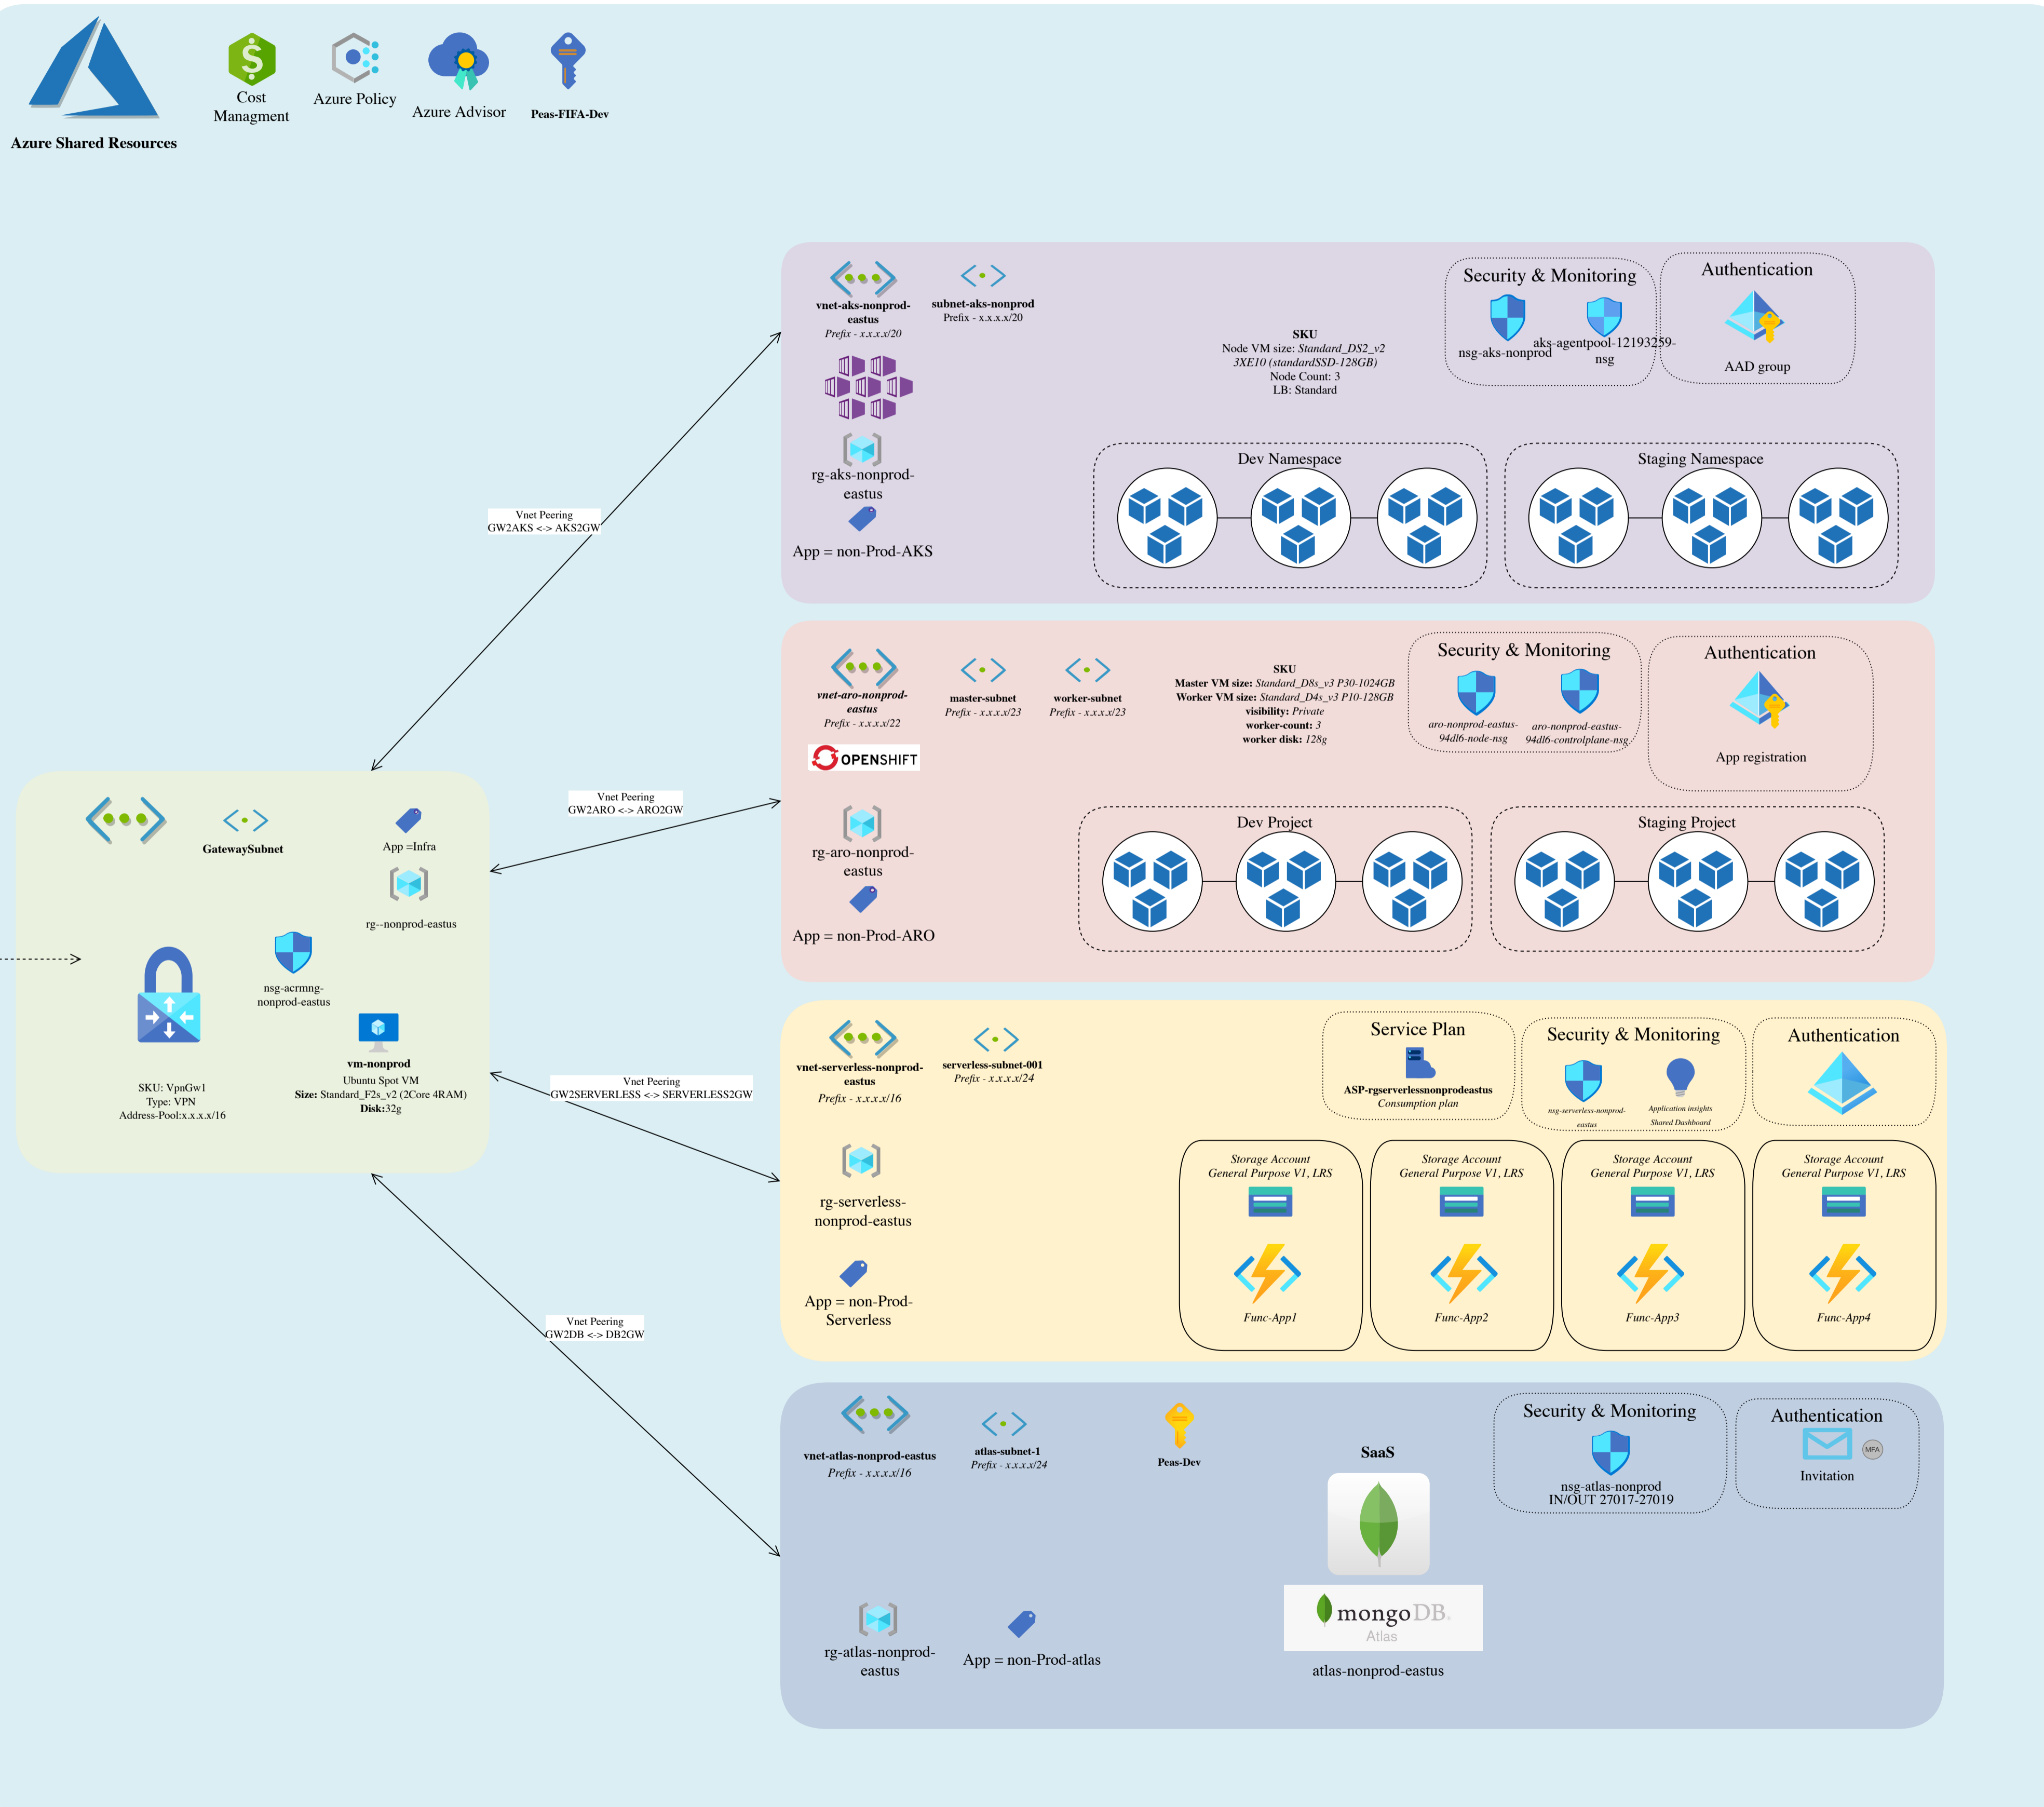 Cost
Managment
Azure Policy
Azure Advisor
Peas-FIFA-Dev
Azure Shared Resources
vnet-aks-nonprod-
eastus
Prefix - x.x.x.x/20
subnet-aks-nonprod
Prefix - x.x.x.x/20
SKU
Node VM size: Standard_DS2_v2
3XE10 (standardSSD-128GB)
Node Count: 3
LB: Standard
Security & Monitoring
nsg-aks-nonprod
aks-agentpool-12193259-
nsg
Authentication
AAD group
rg-aks-nonprod-
eastus
App = non-Prod-AKS
Dev Namespace
Staging Namespace
Vnet Peering
GW2AKS <-> AKS2GW
vnet-aro-nonprod-
eastus
Prefix - x.x.x.x/22
master-subnet
Prefix - x.x.x.x/23
worker-subnet
Prefix - x.x.x.x/23
SKU
Master VM size: Standard_D8s_v3 P30-1024GB
Worker VM size: Standard_D4s_v3 P10-128GB
visibility: Private
worker-count: 3
worker disk: 128g
Security & Monitoring
aro-nonprod-eastus-
94dl6-node-nsg
aro-nonprod-eastus-
94dl6-controlplane-nsg
Authentication
App registration
OPENSHIFT
rg-aro-nonprod-
eastus
App = non-Prod-ARO
Dev Project
Staging Project
Vnet Peering
GW2ARO <-> ARO2GW
GatewaySubnet
App =Infra
rg--nonprod-eastus
nsg-acrmng-
nonprod-eastus
vm-nonprod
Ubuntu Spot VM
Size: Standard_F2s_v2 (2Core 4RAM)
Disk:32g
SKU: VpnGw1
Type: VPN
Address-Pool:x.x.x.x/16
Vnet Peering
GW2SERVERLESS <-> SERVERLESS2GW
vnet-serverless-nonprod-
eastus
Prefix - x.x.x.x/16
serverless-subnet-001
Prefix - x.x.x.x/24
Service Plan
ASP-rgserverlessnonprodeastus
Consumption plan
Security & Monitoring
nsg-serverless-nonprod-
eastus
Application insights
Shared Dashboard
Authentication
rg-serverless-
nonprod-eastus
App = non-Prod-
Serverless
Storage Account
General Purpose V1, LRS
Func-App1
Storage Account
General Purpose V1, LRS
Func-App2
Storage Account
General Purpose V1, LRS
Func-App3
Storage Account
General Purpose V1, LRS
Func-App4
Vnet Peering
GW2DB <-> DB2GW
vnet-atlas-nonprod-eastus
Prefix - x.x.x.x/16
atlas-subnet-1
Prefix - x.x.x.x/24
Peas-Dev
SaaS
mongoDB.
Atlas
atlas-nonprod-eastus
Security & Monitoring
nsg-atlas-nonprod
IN/OUT 27017-27019
Authentication
MFA
Invitation
rg-atlas-nonprod-
eastus
App = non-Prod-atlas